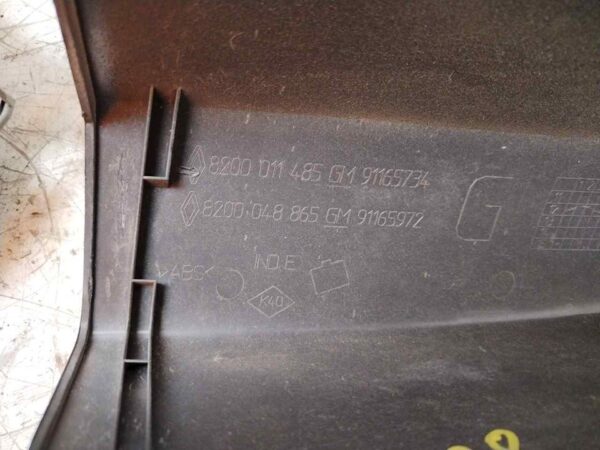 8200 011 485 GM 91165734
8200 048 865 GM 91165972
G
>ABS<
IND.E
K40